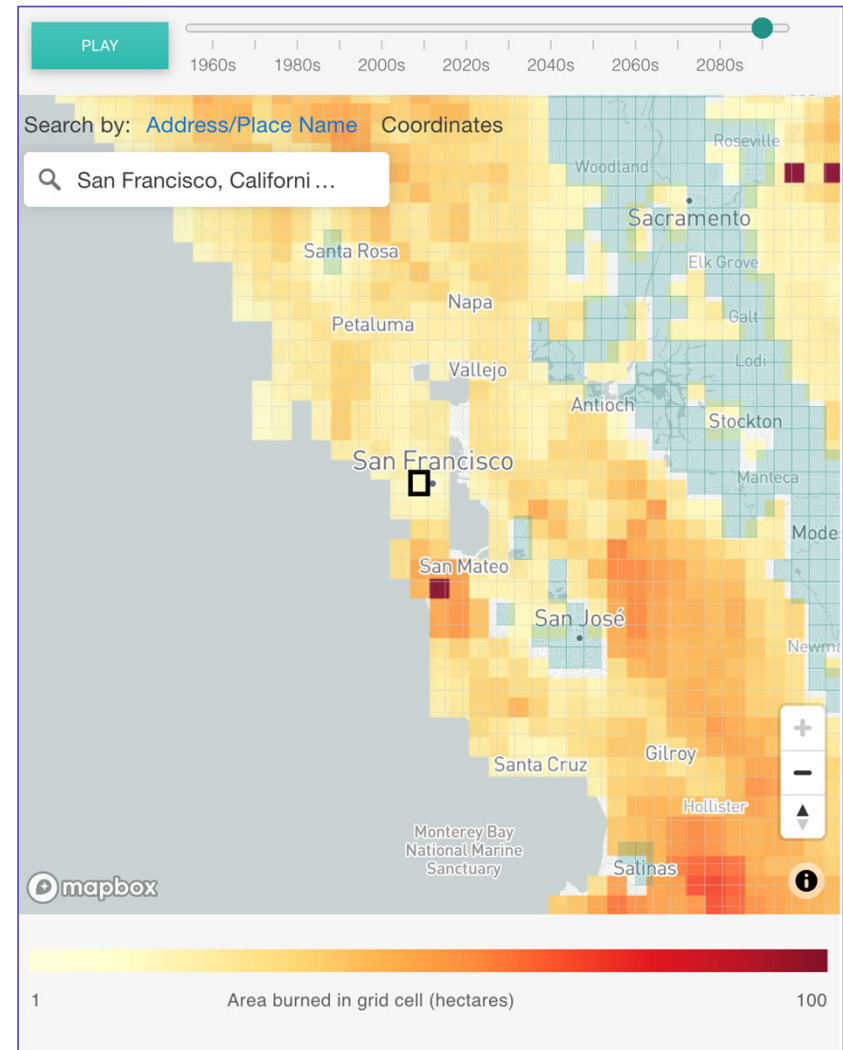 PLAY
1960s 1980s 2000s 2020s 2040s 2060s 2080s
Search by: Address/Place Name Coordinates
San Francisco, Californi ...
Roseville
Woodland
Sacramento
Santa Rosa
Elk Grove
Napa
Galt
Petaluma
Lodi
Vallejo
Antioch
Stockton
San Francisco
Manteca
Mode
San Mateo
San José
Newma
Gilroy
Santa Cruz
Hollister
Monterey Bay
National Marine
Sanctuary
Salinas
mapbox
1 Area burned in grid cell (hectares) 100